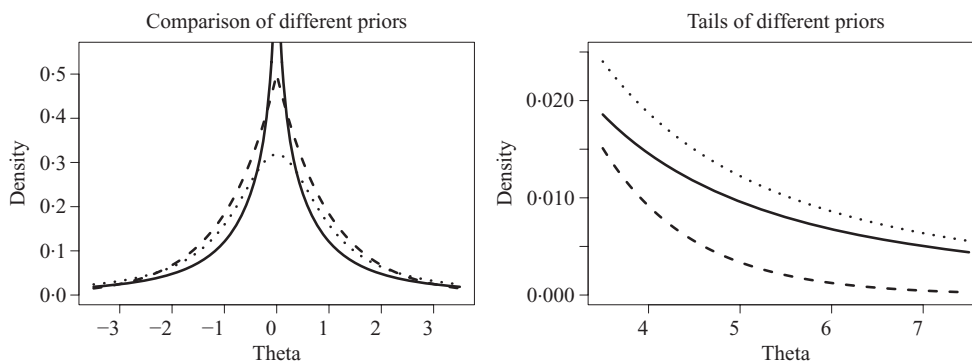 Comparison of different priors
0·5
0·4
0·3
0·2
0·1
0·0
Density
−3 −2 −1 0 1 2 3
Theta
Tails of different priors
0·020
0·010
0·000
Density
4 5 6 7
Theta